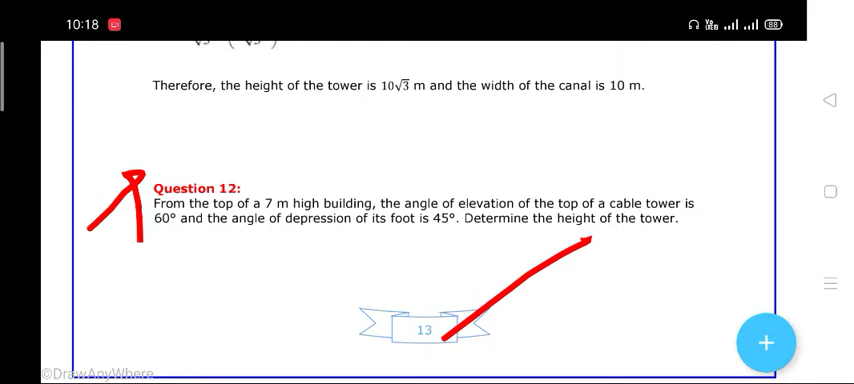 10:18
Vo
LTE2
88
Therefore, the height of the tower is 10√3 m and the width of the canal is 10 m.
Question 12:
From the top of a 7 m high building, the angle of elevation of the top of a cable tower is
60° and the angle of depression of its foot is 45°. Determine the height of the tower.
13
©DrawAnyWhere